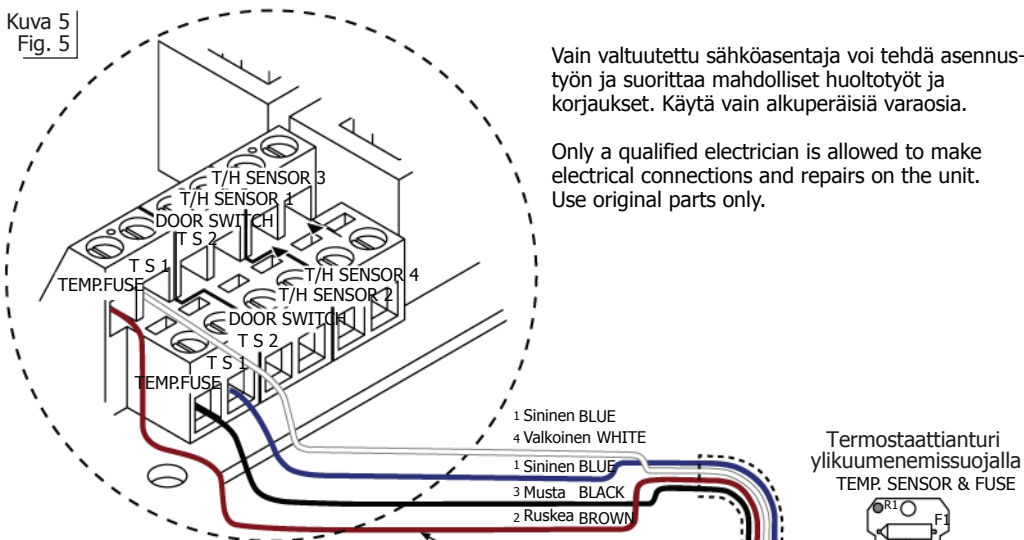 Kuva 5
Fig. 5
Vain valtuutettu sähköasentaja voi tehdä asennus-
työn ja suorittaa mahdolliset huoltotyöt ja
korjaukset. Käytä vain alkuperäisiä varaosia.
Only a qualified electrician is allowed to make
electrical connections and repairs on the unit.
Use original parts only.
T/H SENSOR 3
T/H SENSOR 1
DOOR SWITCH
T S 2
T S 1
TEMP.FUSE
T/H SENSOR 4
T/H SENSOR 2
DOOR SWITCH
T S 2
T S 1
TEMP.FUSE
1 Sininen BLUE
4 Valkoinen WHITE
1 Sininen BLUE
3 Musta BLACK
2 Ruskea BROWN
Termostaattianturi
ylikuumenemissuojalla
TEMP. SENSOR & FUSE
R1
F1